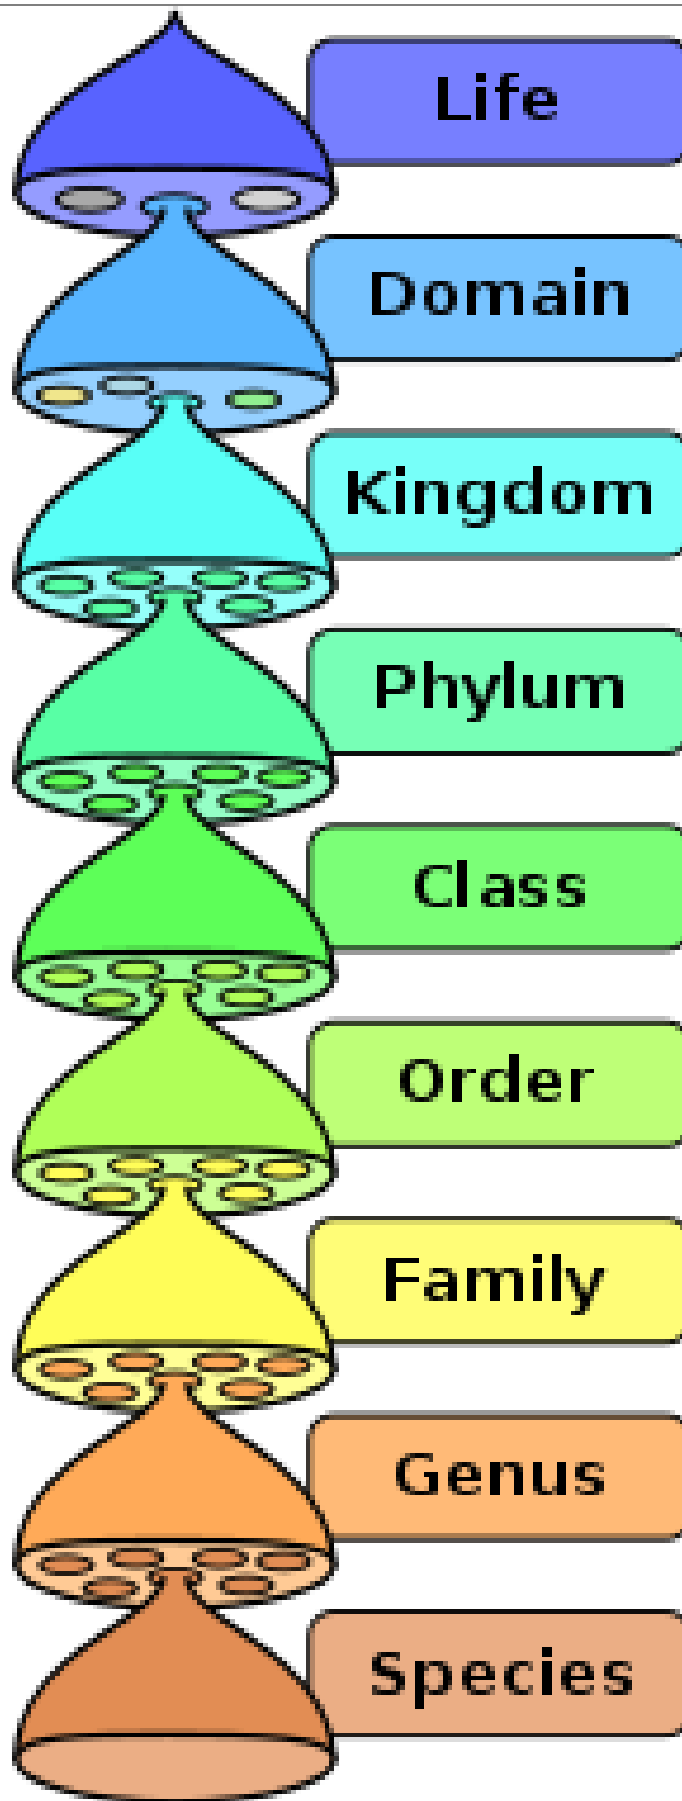 Life
Domain
Kingdom
Phylum
Class
Order
Family
Genus
Species